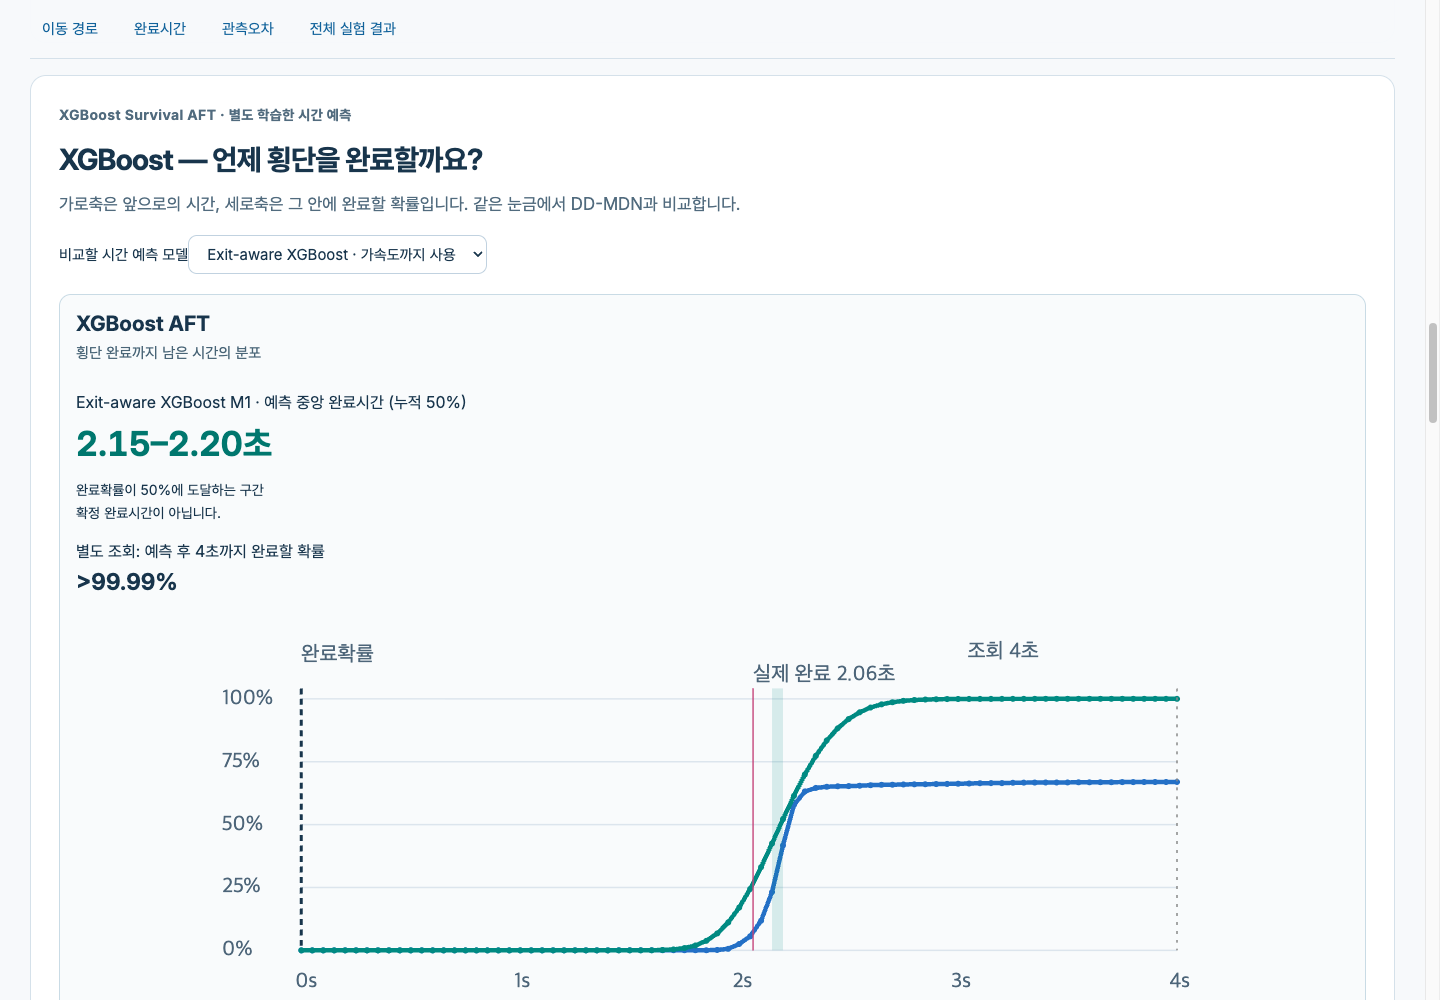 이동 경로 완료시간 관측오차 전체 실험 결과
XGBoost Survival AFT · 별도 학습한 시간 예측
XGBoost — 언제 횡단을 완료할까요?
가로축은 앞으로의 시간, 세로축은 그 안에 완료할 확률입니다. 같은 눈금에서 DD-MDN과 비교합니다.
비교할 시간 예측 모델 Exit-aware XGBoost · 가속도까지 사용
XGBoost AFT
횡단 완료까지 남은 시간의 분포
Exit-aware XGBoost M1 · 예측 중앙 완료시간 (누적 50%)
2.15–2.20초
완료확률이 50%에 도달하는 구간
확정 완료시간이 아닙니다.
별도 조회: 예측 후 4초까지 완료할 확률
>99.99%
완료확률
조회 4초
실제 완료 2.06초
100%
75%
50%
25%
0%
0s 1s 2s 3s 4s